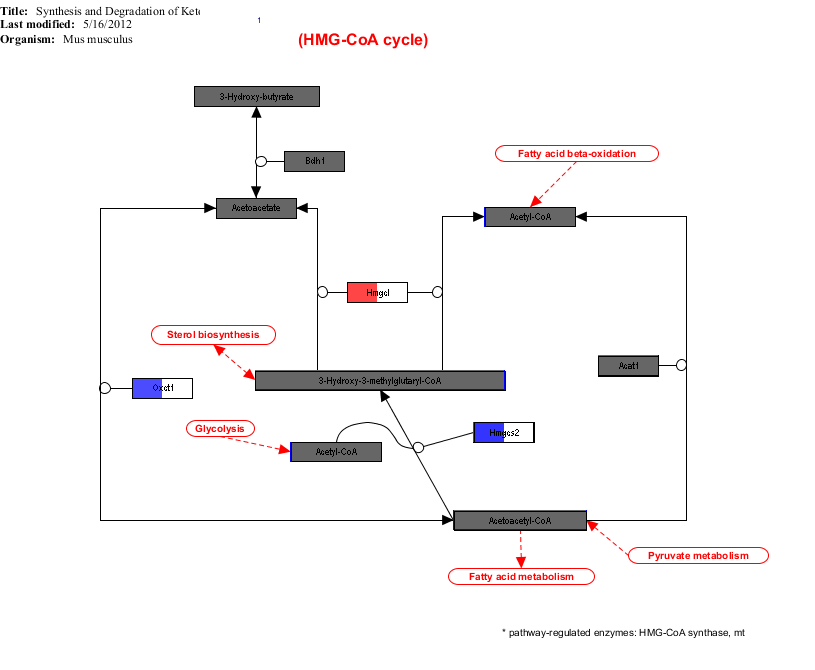 Title: Synthesis and Degradation of Ket
Last modified: 5/16/2012
Organism: Mus musculus
1
(HMG-CoA cycle)
3-Hydroxy-butyrate
Bdh1
Fatty acid beta-oxidation
Acetoacetate
Acetyl-CoA
Hmgcl
Sterol biosynthesis
Acat1
3-Hydroxy-3-methylglutaryl-CoA
Oxct1
Glycolysis
Hmgcs2
Acetyl-CoA
Acetoacetyl-CoA
Pyruvate metabolism
Fatty acid metabolism
* pathway-regulated enzymes: HMG-CoA synthase, mt